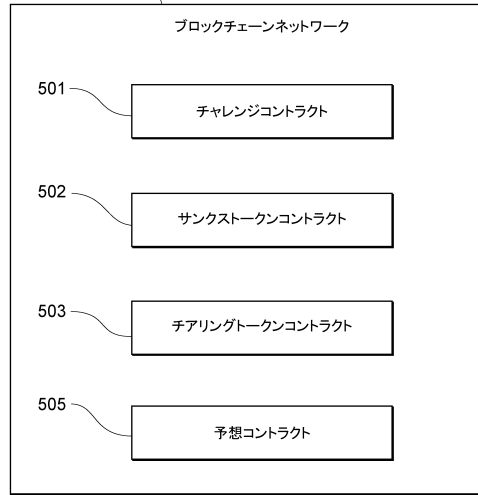 ブロックチェーンネットワーク
501
チャレンジコントラクト
502
サンクストークンコントラクト
503
チアリングトークンコントラクト
505
予想コントラクト